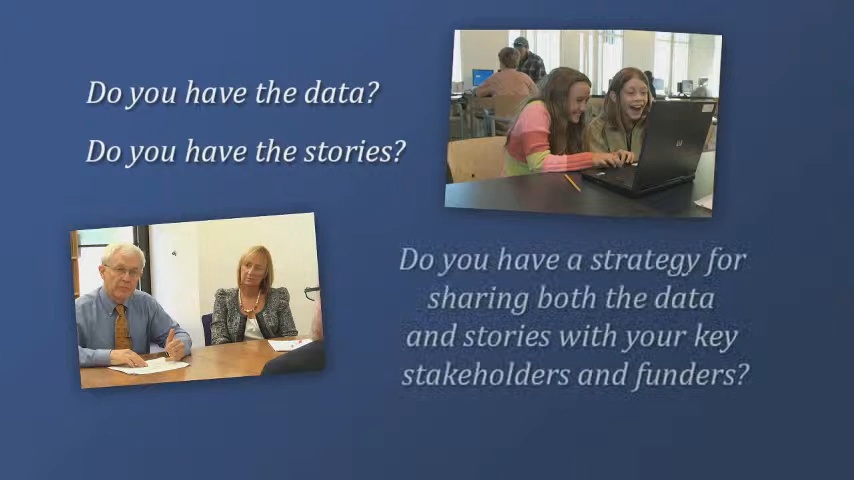 Do you have the data?
Do you have the stories?
Do you have a strategy for
sharing both the data
and stories with your key
stakeholders and funders?